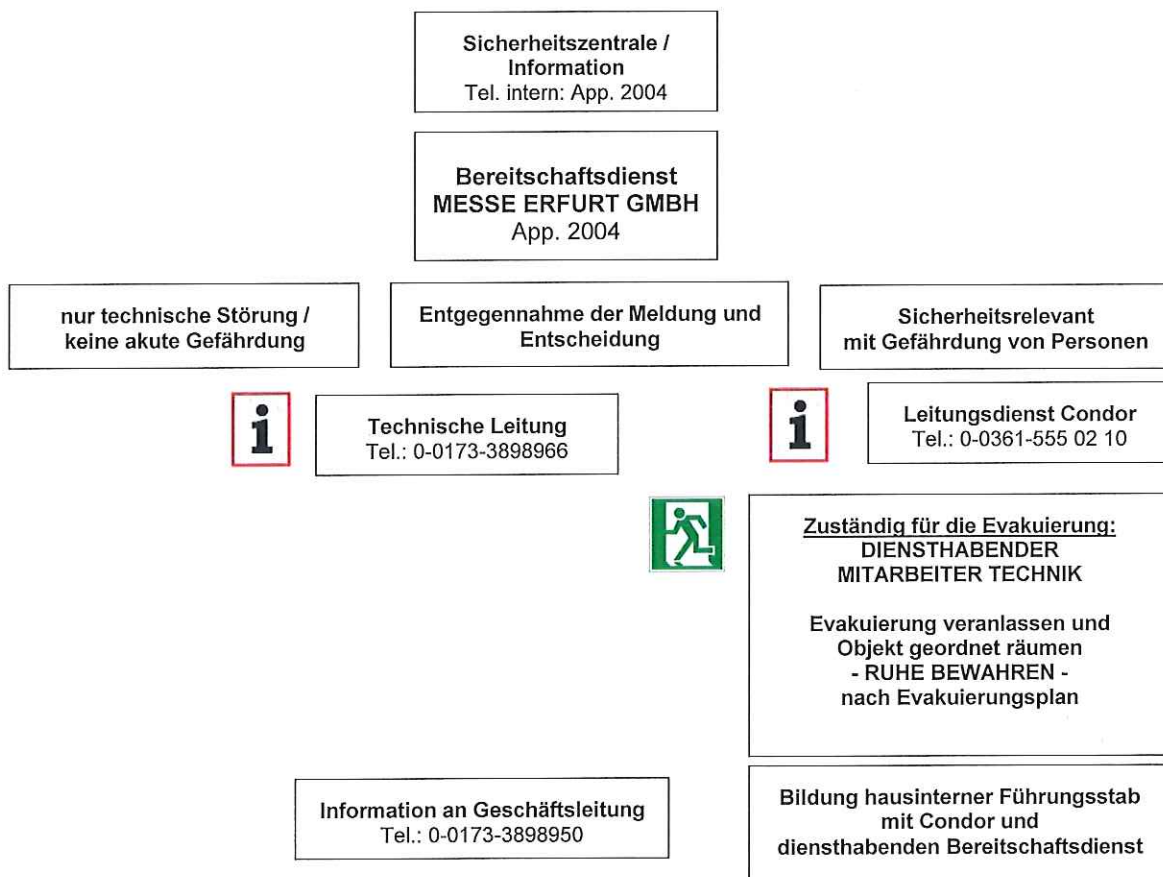 Sicherheitszentrale /
Information
Tel. intern: App. 2004
Bereitschaftsdienst
MESSE ERFURT GMBH
App. 2004
nur technische Störung /
keine akute Gefährdung
Entgegennahme der Meldung und
Entscheidung
Sicherheitsrelevant
mit Gefährdung von Personen
i
Technische Leitung
Tel.: 0-0173-3898966
i
Leitungsdienst Condor
Tel.: 0-0361-555 02 10
Zuständig für die Evakuierung:
DIENSTHABENDER
MITARBEITER TECHNIK
Evakuierung veranlassen und
Objekt geordnet räumen
- RUHE BEWAHREN -
nach Evakuierungsplan
Information an Geschäftsleitung
Tel.: 0-0173-3898950
Bildung hausinterner Führungsstab
mit Condor und
diensthabenden Bereitschaftsdienst